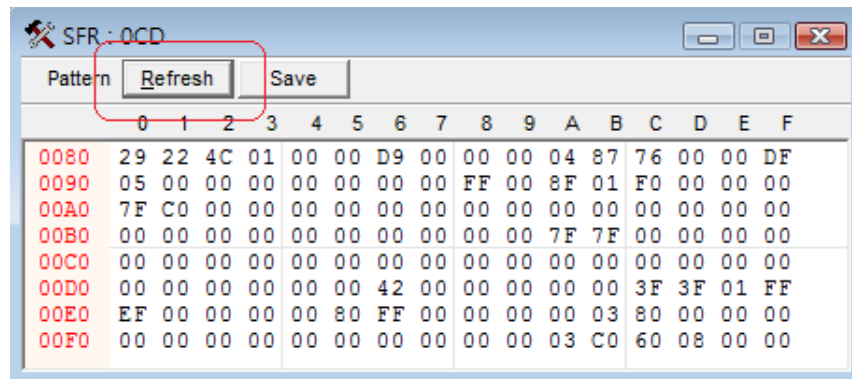 SFR : 0CD
Pattern Refresh Save
0 1 2 3 4 5 6 7 8 9 A B C D E F
0080 29 22 4C 01 00 00 D9 00 00 00 04 87 76 00 00 DF
0090 05 00 00 00 00 00 00 00 FF 00 8F 01 F0 00 00 00
00A0 7F C0 00 00 00 00 00 00 00 00 00 00 00 00 00 00
00B0 00 00 00 00 00 00 00 00 00 00 7F 7F 00 00 00 00
00C0 00 00 00 00 00 00 00 00 00 00 00 00 00 00 00 00
00D0 00 00 00 00 00 00 42 00 00 00 00 00 3F 3F 01 FF
00E0 EF 00 00 00 00 80 FF 00 00 00 00 03 80 00 00 00
00F0 00 00 00 00 00 00 00 00 00 00 03 C0 60 08 00 00